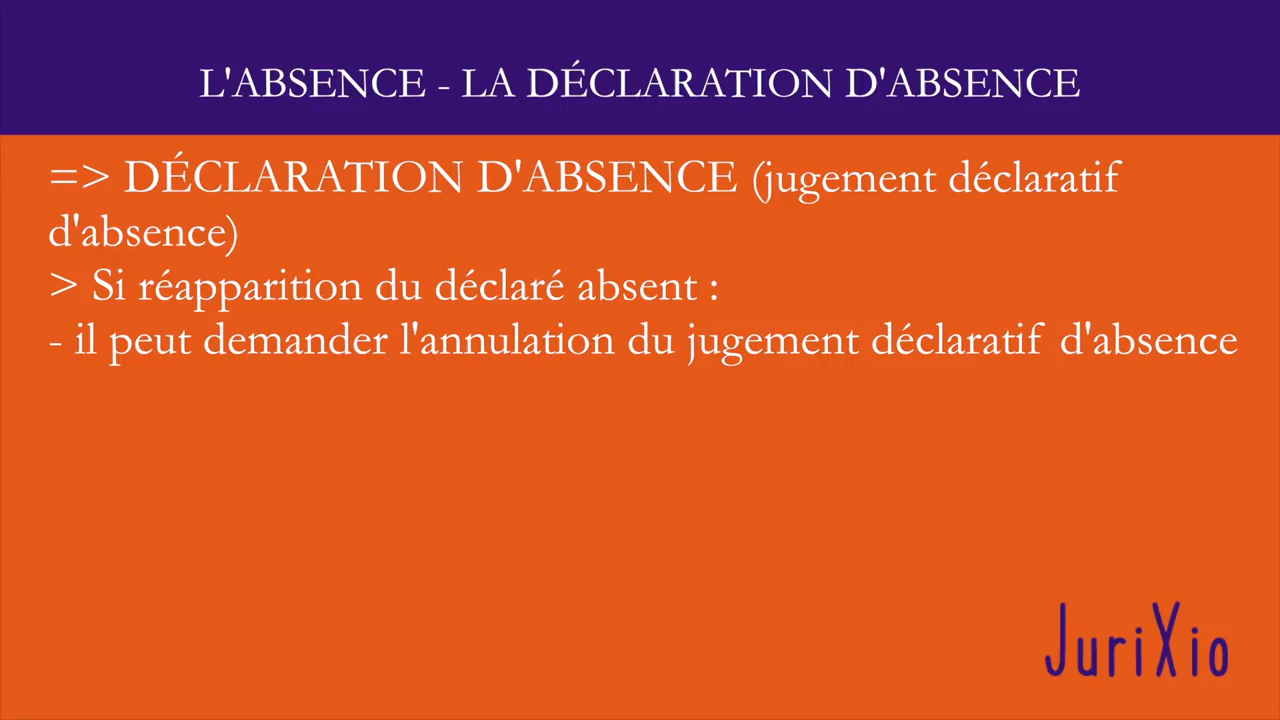 L'ABSENCE - LA DÉCLARATION D'ABSENCE
=> DÉCLARATION D'ABSENCE (jugement déclaratif
d'absence)
> Si réapparition du déclaré absent :
- il peut demander l'annulation du jugement déclaratif d'absence
JuriXio